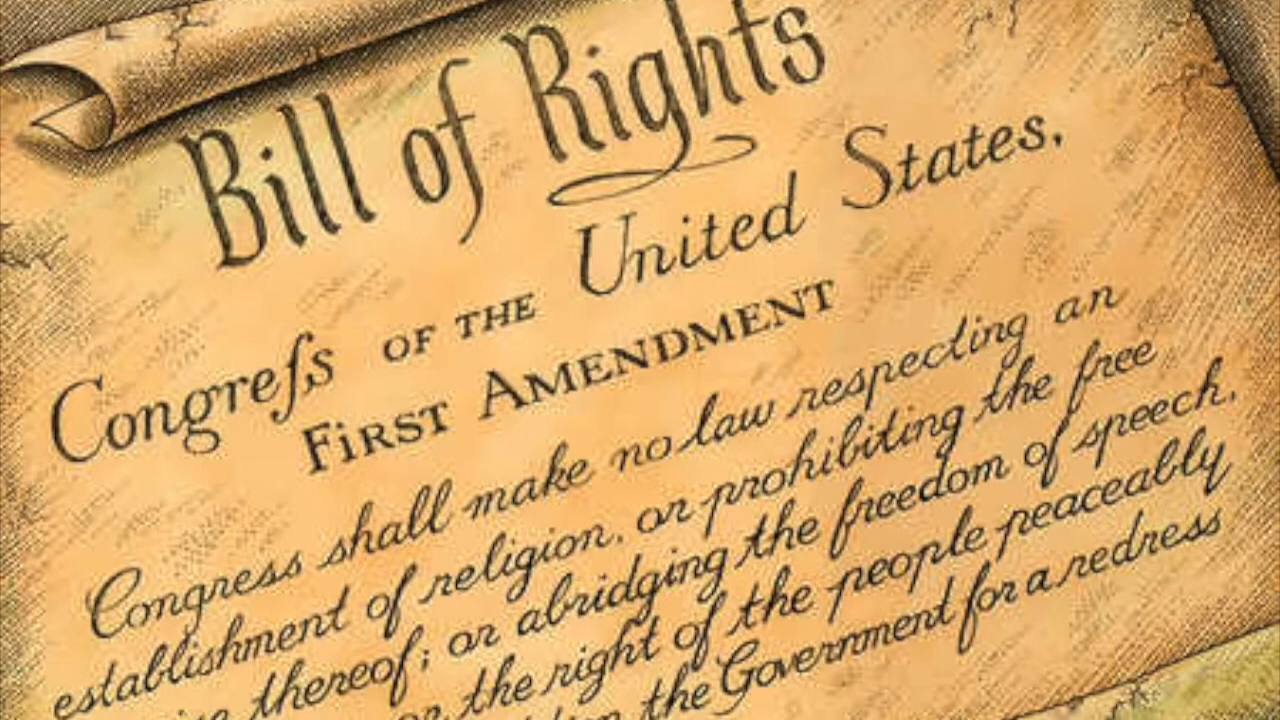 Bill of Rights
Congreſs OF THE United States,
FIRST AMENDMENT
Congress shall make no law respecting an
establishment of religion, or prohibiting the free
thereof; or abridging the freedom of speech,
or the right of the people peaceably
the Government for a redress